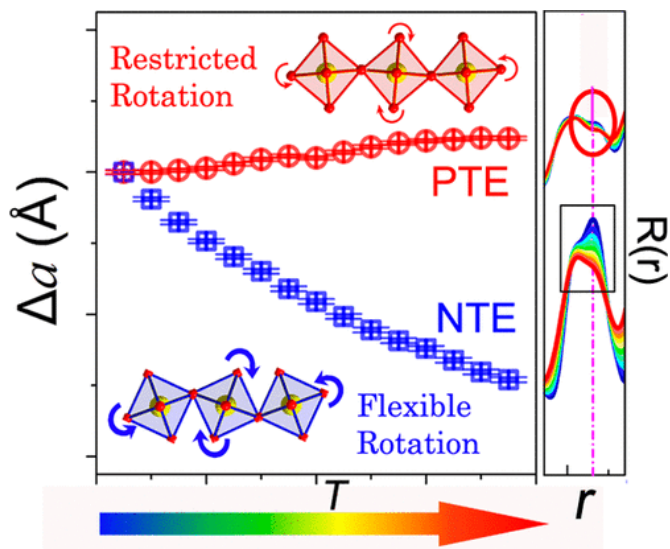 Restricted
Rotation
PTE
NTE
Flexible
Rotation
Δa (Å)
T
R(r)
r